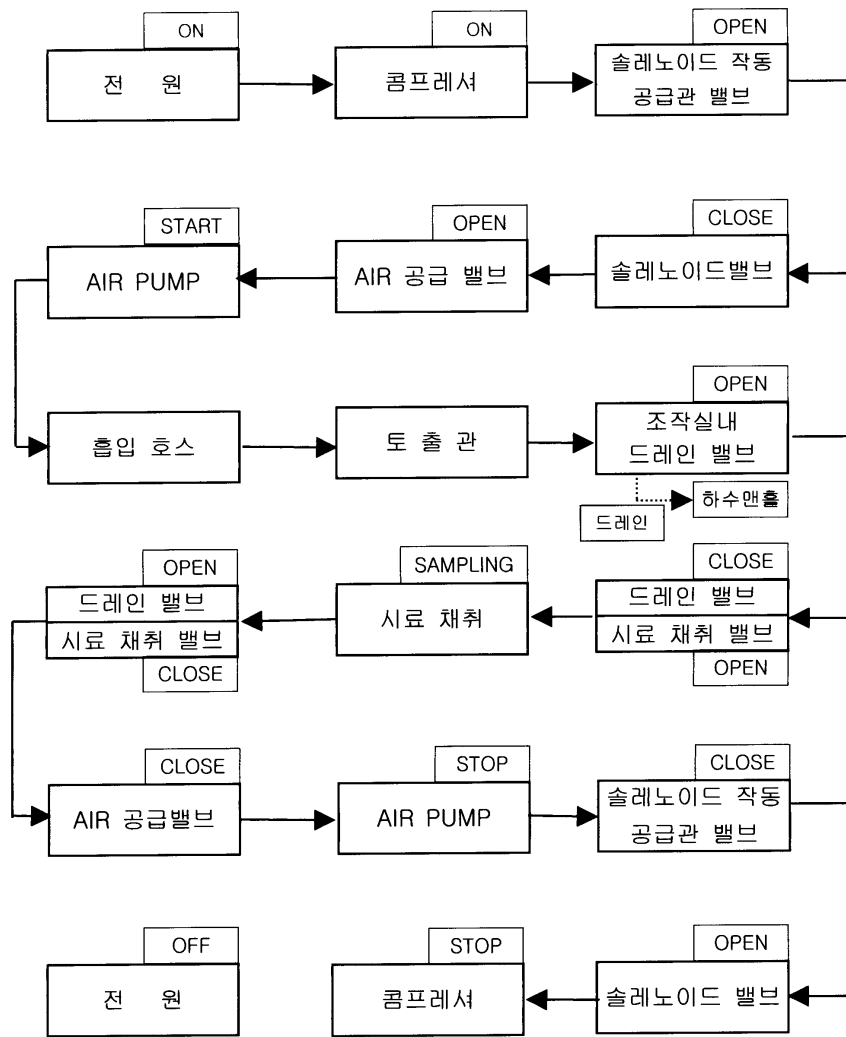 ON
전 원
ON
콤프레셔
OPEN
솔레노이드 작동
공급관 밸브
START
AIR PUMP
OPEN
AIR 공급 밸브
CLOSE
솔레노이드밸브
흡입 호스
토 출 관
OPEN
조작실내
드레인 밸브
하수맨홀
드레인
OPEN
드레인 밸브
시료 채취 밸브
CLOSE
SAMPLING
시료 채취
CLOSE
드레인 밸브
시료 채취 밸브
OPEN
CLOSE
AIR 공급밸브
STOP
AIR PUMP
CLOSE
솔레노이드 작동
공급관 밸브
OFF
전 원
STOP
콤프레셔
OPEN
솔레노이드 밸브